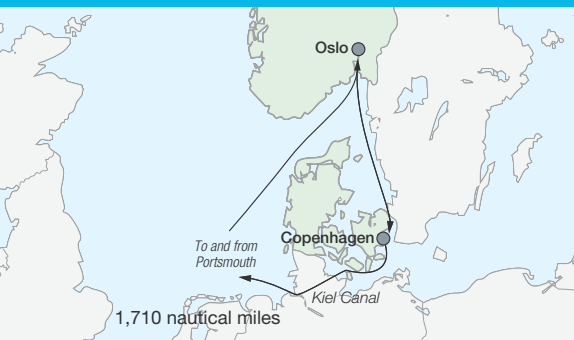 Oslo
Copenhagen
To and from
Portsmouth
Kiel Canal
1,710 nautical miles